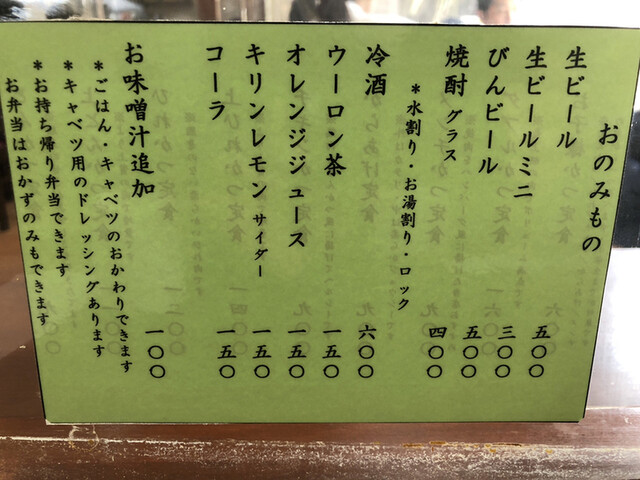 おのみもの
生ビール 五〇〇
生ビールミニ 三〇〇
びんビール 五〇〇
焼酎 グラス 四〇〇
＊水割り・お湯割り・ロック
冷酒 六〇〇
ウーロン茶 一五〇
オレンジジュース 一五〇
キリンレモン サイダー 一五〇
コーラ 一五〇
お味噌汁追加 一〇〇
＊ごはん・キャベツのおかわりできます
＊キャベツ用のドレッシングあります
＊お持ち帰り弁当できます
お弁当はおかずのみもできます